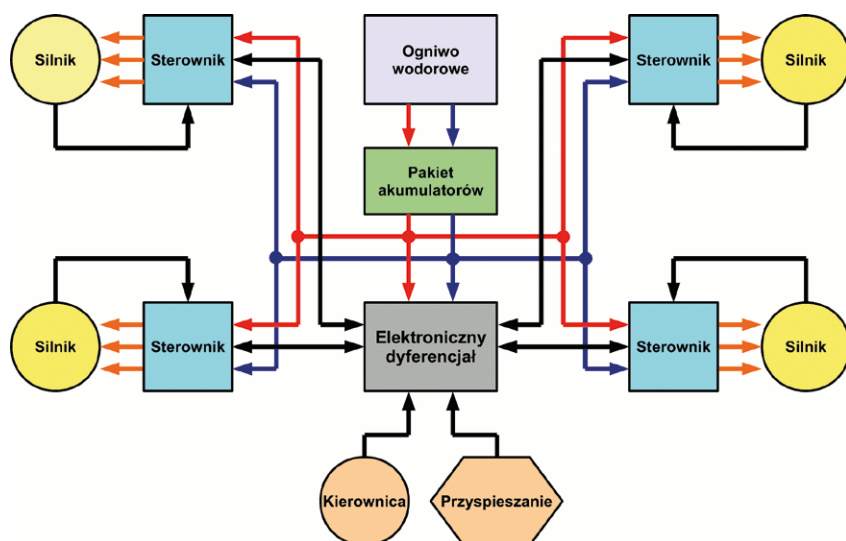 Silnik
Sterownik
Ogniwo
wodorowe
Sterownik
Silnik
Pakiet
akumulatorów
Silnik
Sterownik
Elektroniczny
dyferencjał
Sterownik
Silnik
Kierownica
Przyspieszanie